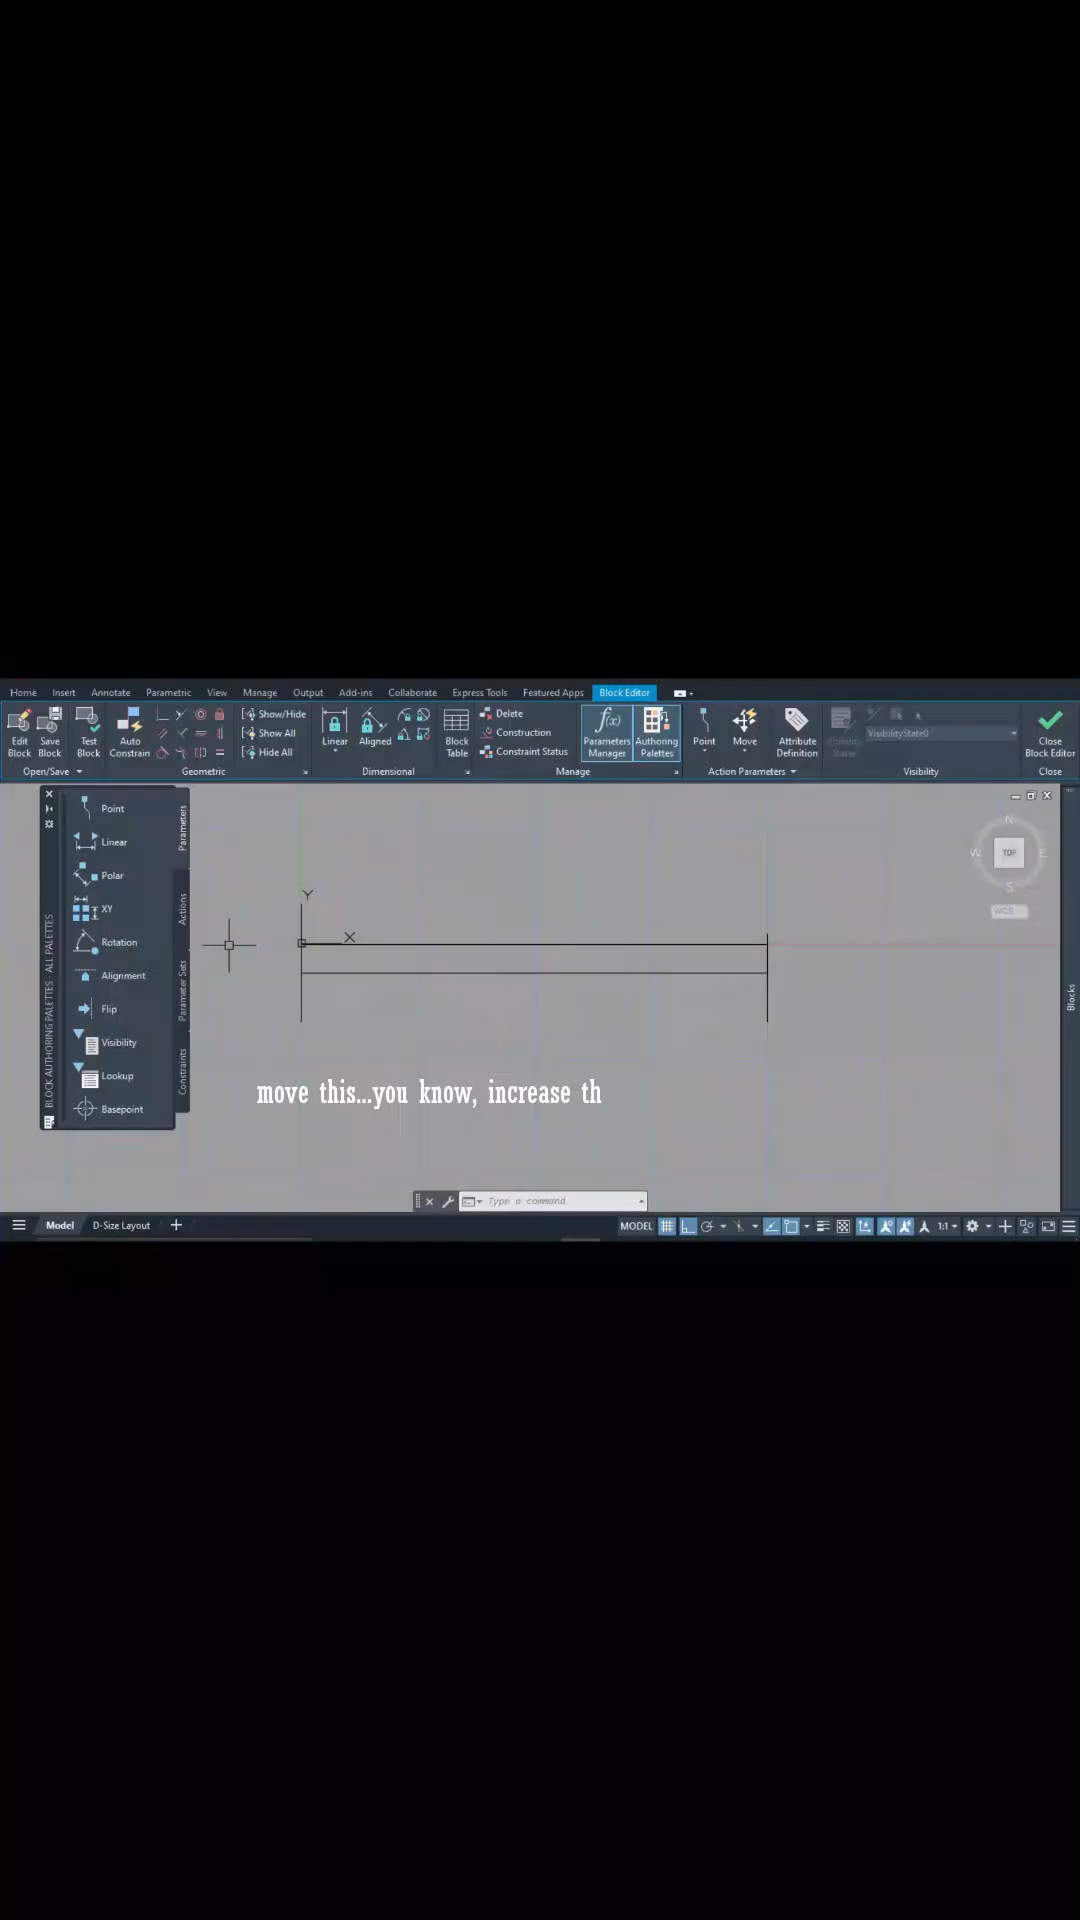 Home Insert Annotate Parametric View Manage Output Add-ins Collaborate Express Tools Featured Apps Block Editor
Edit Block
Save Block
Test Block
Auto Constrain
Show/Hide
Show All
Hide All
Linear
Aligned
Block Table
Delete
Construction
Constraint Status
Parameters Manager
Authoring Palettes
Point
Move
Attribute Definition
Visibility States
VisibilityState0
Close Block Editor
Open/Save
Geometric
Dimensional
Manage
Action Parameters
Visibility
Close
Point
Linear
Polar
XY
Rotation
Alignment
Flip
Visibility
Lookup
Basepoint
Parameters
Actions
Parameter Sets
Constraints
BLOCK AUTHORING PALETTES - ALL PALETTES
Y
X
N
W
TOP
E
S
WCS
Blocks
move this...you know, increase th
Type a command
Model
D-Size Layout
MODEL
1:1